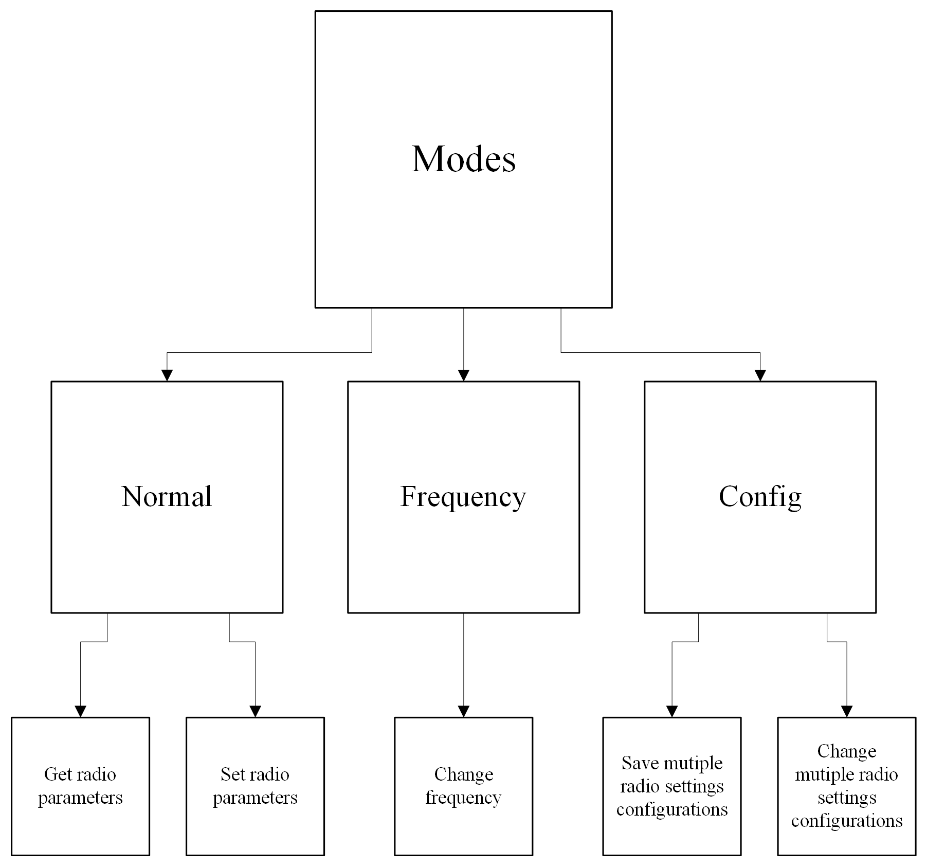 Modes
Normal
Frequency
Config
Get radio
parameters
Set radio
parameters
Change
frequency
Save mutiple
radio settings
configurations
Change
mutiple radio
settings
configurations